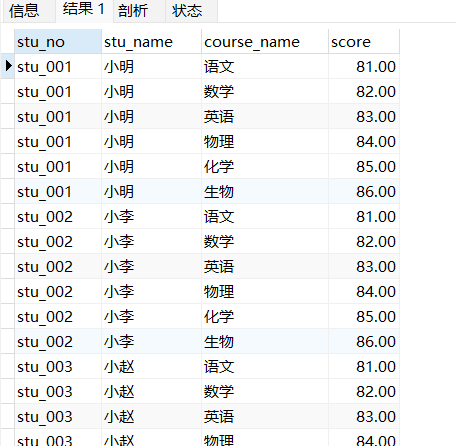 信息 结果 1 剖析 状态
stu_no stu_name course_name score
stu_001 小明 语文 81.00
stu_001 小明 数学 82.00
stu_001 小明 英语 83.00
stu_001 小明 物理 84.00
stu_001 小明 化学 85.00
stu_001 小明 生物 86.00
stu_002 小李 语文 81.00
stu_002 小李 数学 82.00
stu_002 小李 英语 83.00
stu_002 小李 物理 84.00
stu_002 小李 化学 85.00
stu_002 小李 生物 86.00
stu_003 小赵 语文 81.00
stu_003 小赵 数学 82.00
stu_003 小赵 英语 83.00
stu_003 小赵 物理 84.00